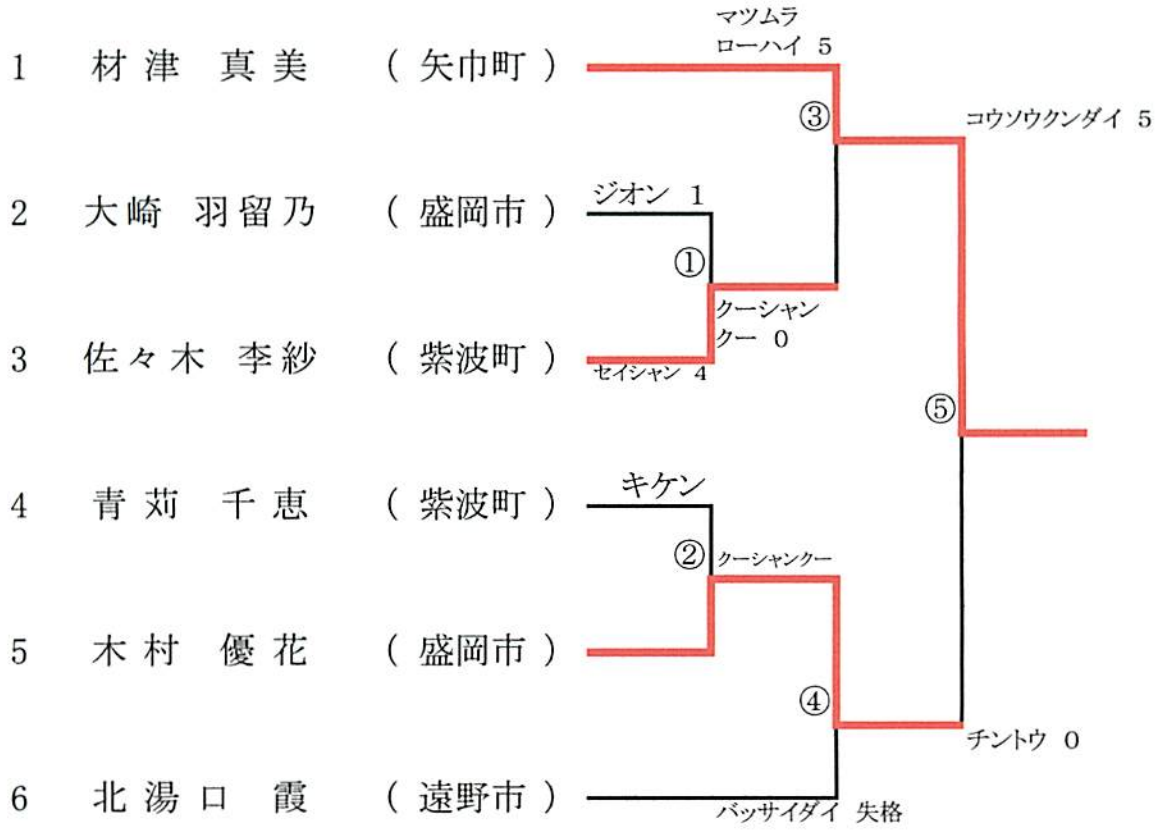 マツムラ
ローハイ 5
1 材津 真美 （ 矢巾町 ）
③
コウソウクンダイ 5
2 大崎 羽留乃 （ 盛岡市 ）
ジオン 1
①
クーシャン
クー 0
3 佐々木 李紗 （ 紫波町 ）
セイシャン 4
⑤
4 青苅 千恵 （ 紫波町 ）
キケン
② クーシャンクー
5 木村 優花 （ 盛岡市 ）
④
チントウ 0
6 北湯口 霞 （ 遠野市 ）
バッサイダイ 失格